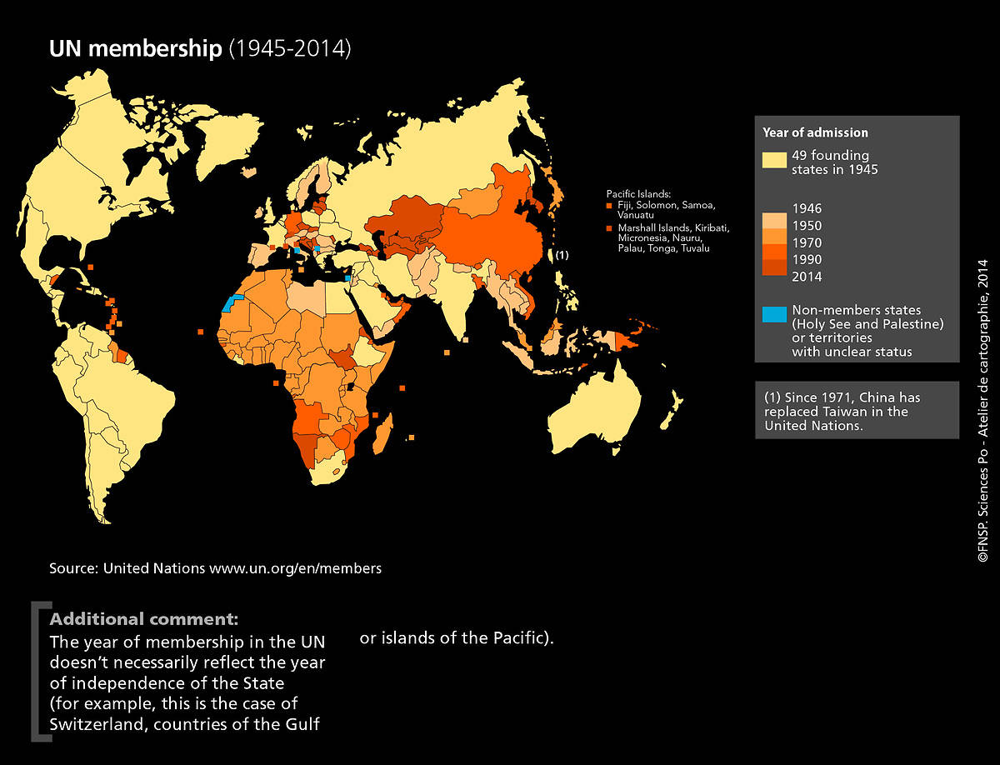 UN membership (1945-2014)
Pacific Islands:
Fiji, Solomon, Samoa,
Vanuatu
Marshall Islands, Kiribati,
Micronesia, Nauru,
Palau, Tonga, Tuvalu
(1)
Year of admission
49 founding
states in 1945
1946
1950
1970
1990
2014
Non-members states
(Holy See and Palestine)
or territories
with unclear status
(1) Since 1971, China has
replaced Taiwan in the
United Nations.
©FNSP. Sciences Po - Atelier de cartographie, 2014
Source: United Nations www.un.org/en/members
Additional comment:
The year of membership in the UN
doesn't necessarily reflect the year
of independence of the State
(for example, this is the case of
Switzerland, countries of the Gulf
or islands of the Pacific).